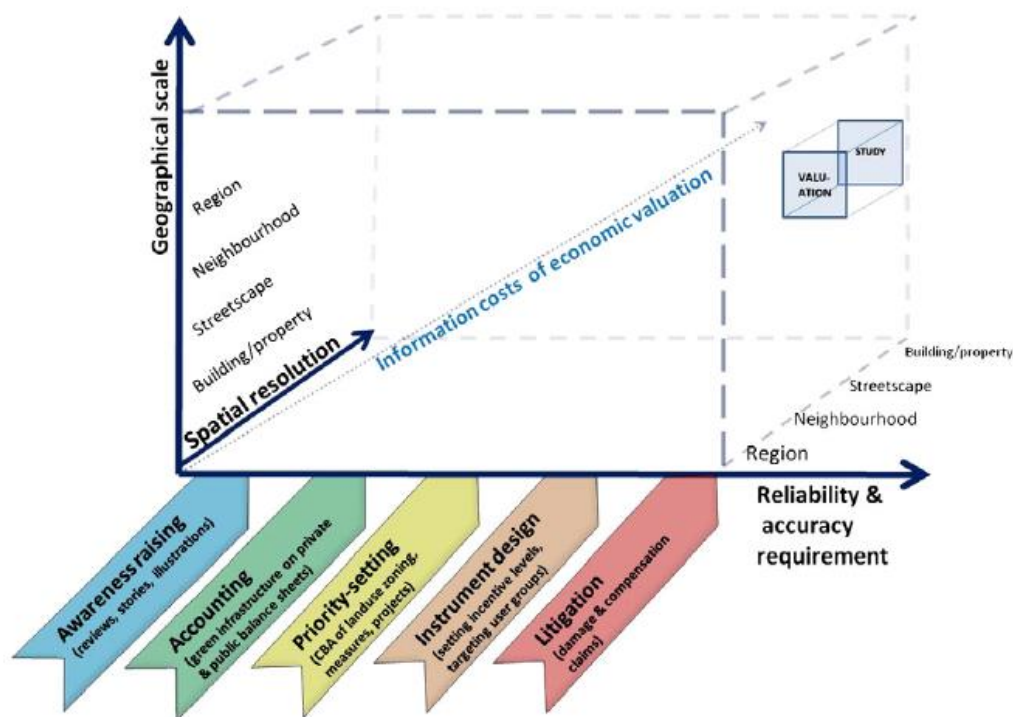 Geographical scale
Region
Neighbourhood
Streetscape
Building/property
Spatial resolution
Information costs of economic valuation
VALU-
ATION
STUDY
Building/property
Streetscape
Neighbourhood
Region
Reliability &
accuracy
requirement
Awareness raising
(reviews, stories, illustrations)
Accounting
(green infrastructure on private
& public balance sheets)
Priority-setting
(CBA of landuse zoning,
measures, projects)
Instrument design
(setting incentive levels,
targeting user groups)
Litigation
(damage & compensation
claims)